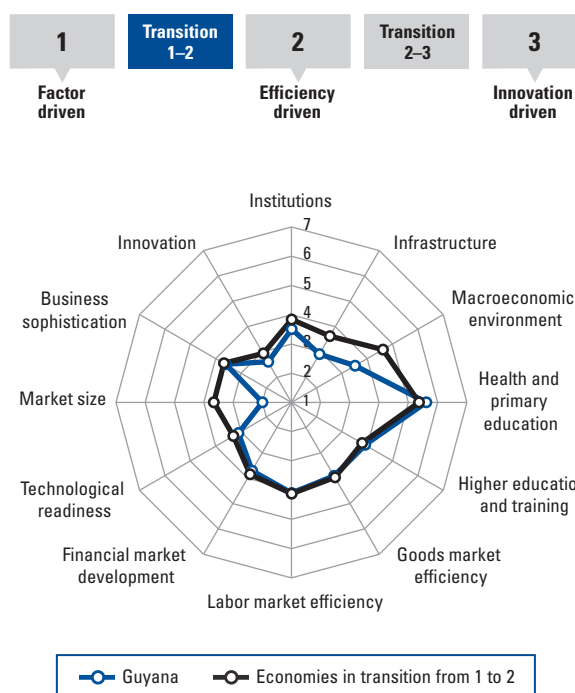 1
Transition
1–2
2
Transition
2–3
3
Factor
driven
Efficiency
driven
Innovation
driven
Institutions
7
6
5
4
3
2
1
Infrastructure
Macroeconomic
environment
Health and
primary
education
Higher educatio
and training
Goods market
efficiency
Labor market efficiency
Financial market
development
Technological
readiness
Market size
Business
sophistication
Innovation
Guyana
Economies in transition from 1 to 2